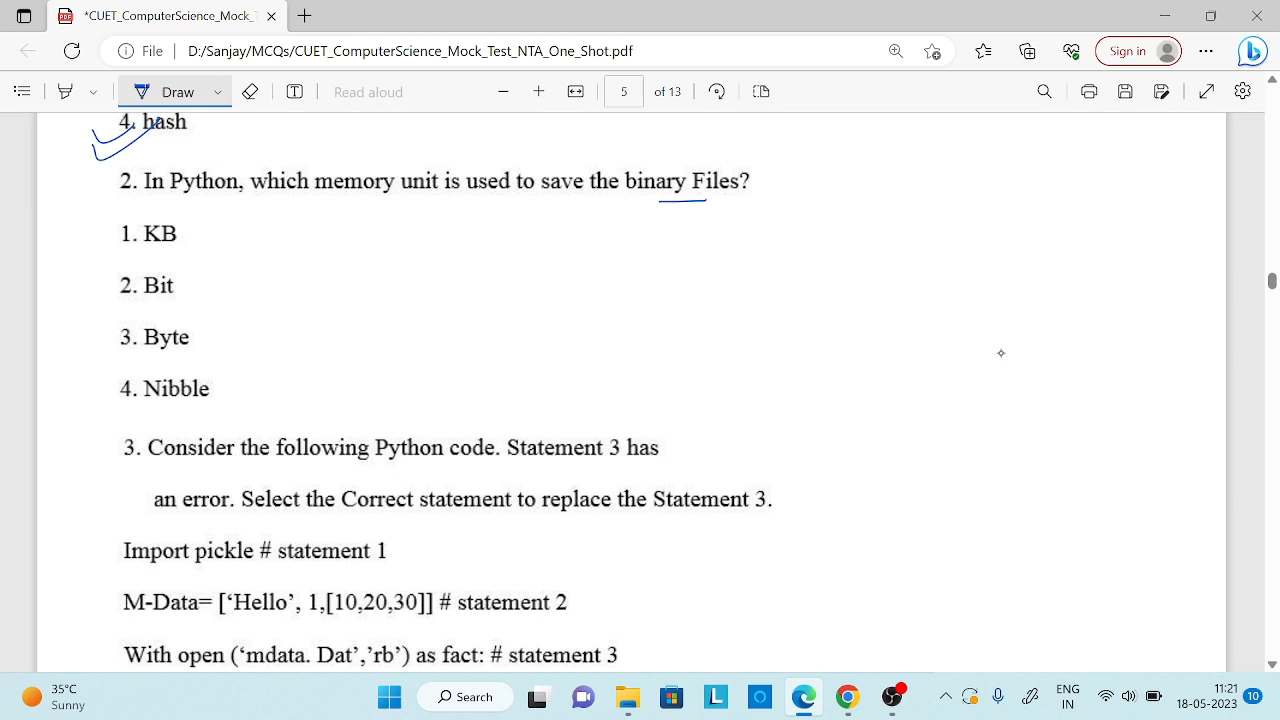 *CUET_ComputerScience_Mock_T
File D:/Sanjay/MCQs/CUET_ComputerScience_Mock_Test_NTA_One_Shot.pdf Sign in
Draw Read aloud 5 of 13
4. hash
2. In Python, which memory unit is used to save the binary Files?
1. KB
2. Bit
3. Byte
4. Nibble
3. Consider the following Python code. Statement 3 has
an error. Select the Correct statement to replace the Statement 3.
Import pickle # statement 1
M-Data= [‘Hello’, 1,[10,20,30]] # statement 2
With open (‘mdata. Dat’,’rb’) as fact: # statement 3
35°C
Sunny
Search
ENG
IN
11:21
18-05-2023
10